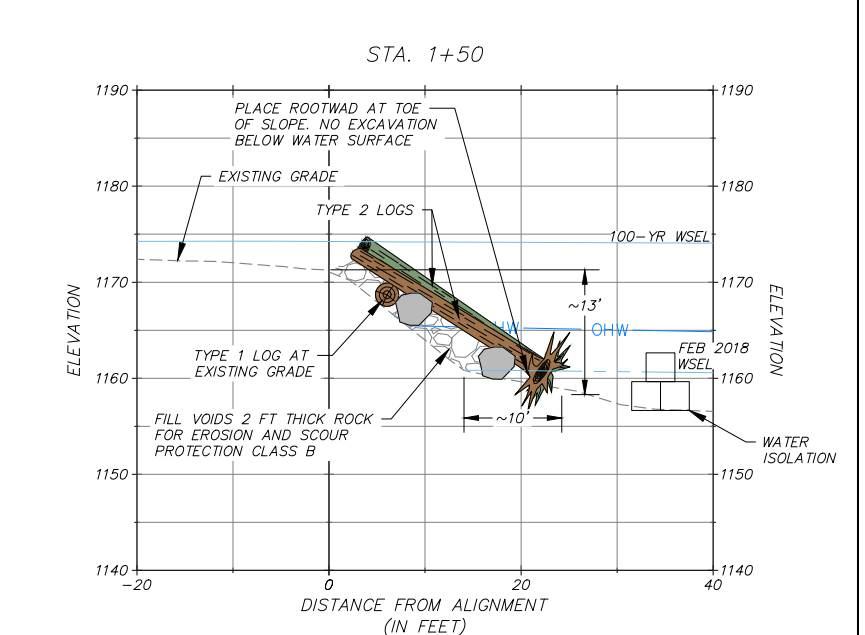 STA. 1+50
1190
1190
PLACE ROOTWAD AT TOE
OF SLOPE. NO EXCAVATION
BELOW WATER SURFACE
1180
1180
EXISTING GRADE
TYPE 2 LOGS
100-YR WSEL
1170
1170
~13'
ELEVATION
ELEVATION
OHW
FEB 2018
WSEL
TYPE 1 LOG AT
EXISTING GRADE
1160
1160
FILL VOIDS 2 FT THICK ROCK
FOR EROSION AND SCOUR
PROTECTION CLASS B
~10'
WATER
ISOLATION
1150
1150
1140
1140
-20
0
20
40
DISTANCE FROM ALIGNMENT
(IN FEET)